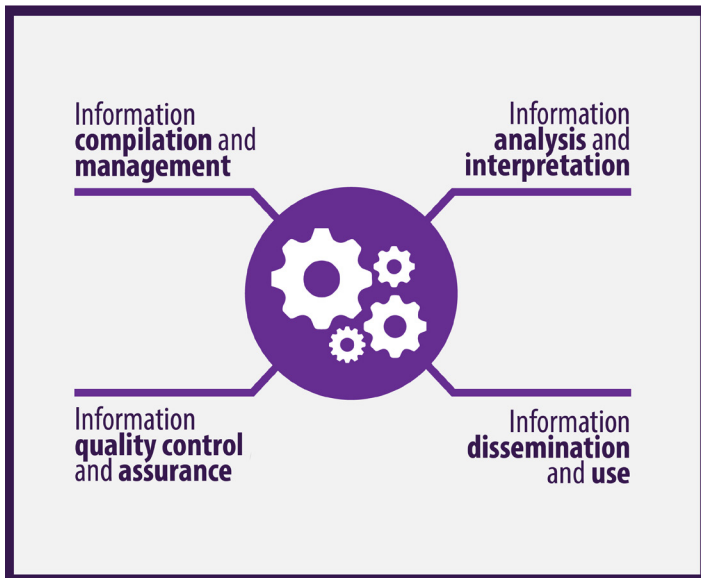 Information
compilation and
management
Information
analysis and
interpretation
Information
quality control
and assurance
Information
dissemination
and use